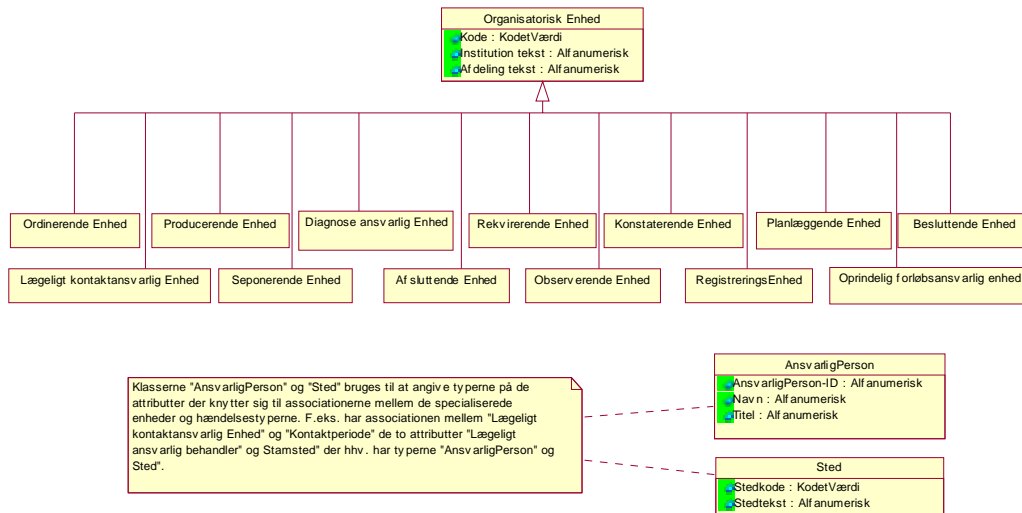 Organisatorisk Enhed
Kode : KodetVærdi
Institution tekst : Alfanumerisk
Afdeling tekst : Alfanumerisk
Ordinerende Enhed
Producerende Enhed
Diagnose ansvarlig Enhed
Rekvirerende Enhed
Konstaterende Enhed
Planlæggende Enhed
Besluttende Enhed
Lægeligt kontaktansvarlig Enhed
Seponerende Enhed
Afsluttende Enhed
Observerende Enhed
RegistreringsEnhed
Oprindelig forløbsansvarlig enhed
Klasserne "AnsvarligPerson" og "Sted" bruges til at angive typerne på de
attributter der knytter sig til associationerne mellem de specialiserede
enheder og hændelsestyperne. F.eks. har associationen mellem "Lægeligt
kontaktansvarlig Enhed" og "Kontaktperiode" de to attributter "Lægeligt
ansvarlig behandler" og Stamsted" der hhv. har typerne "AnsvarligPerson" og
Sted".
AnsvarligPerson
AnsvarligPerson-ID : Alfanumerisk
Navn : Alfanumerisk
Titel : Alfanumerisk
Sted
Stedkode : KodetVærdi
Stedtekst : Alfanumerisk